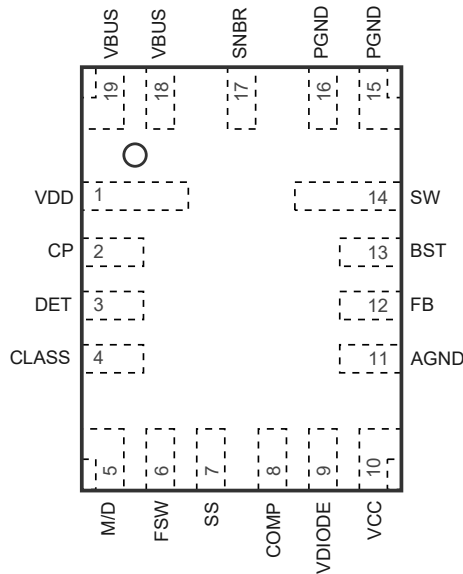 VBUS VBUS SNBR PGND PGND
19 18 17 16 15
VDD 1 14 SW
CP 2 13 BST
DET 3 12 FB
CLASS 4 11 AGND
5 6 7 8 9 10
M/D FSW SS COMP VDIODE VCC